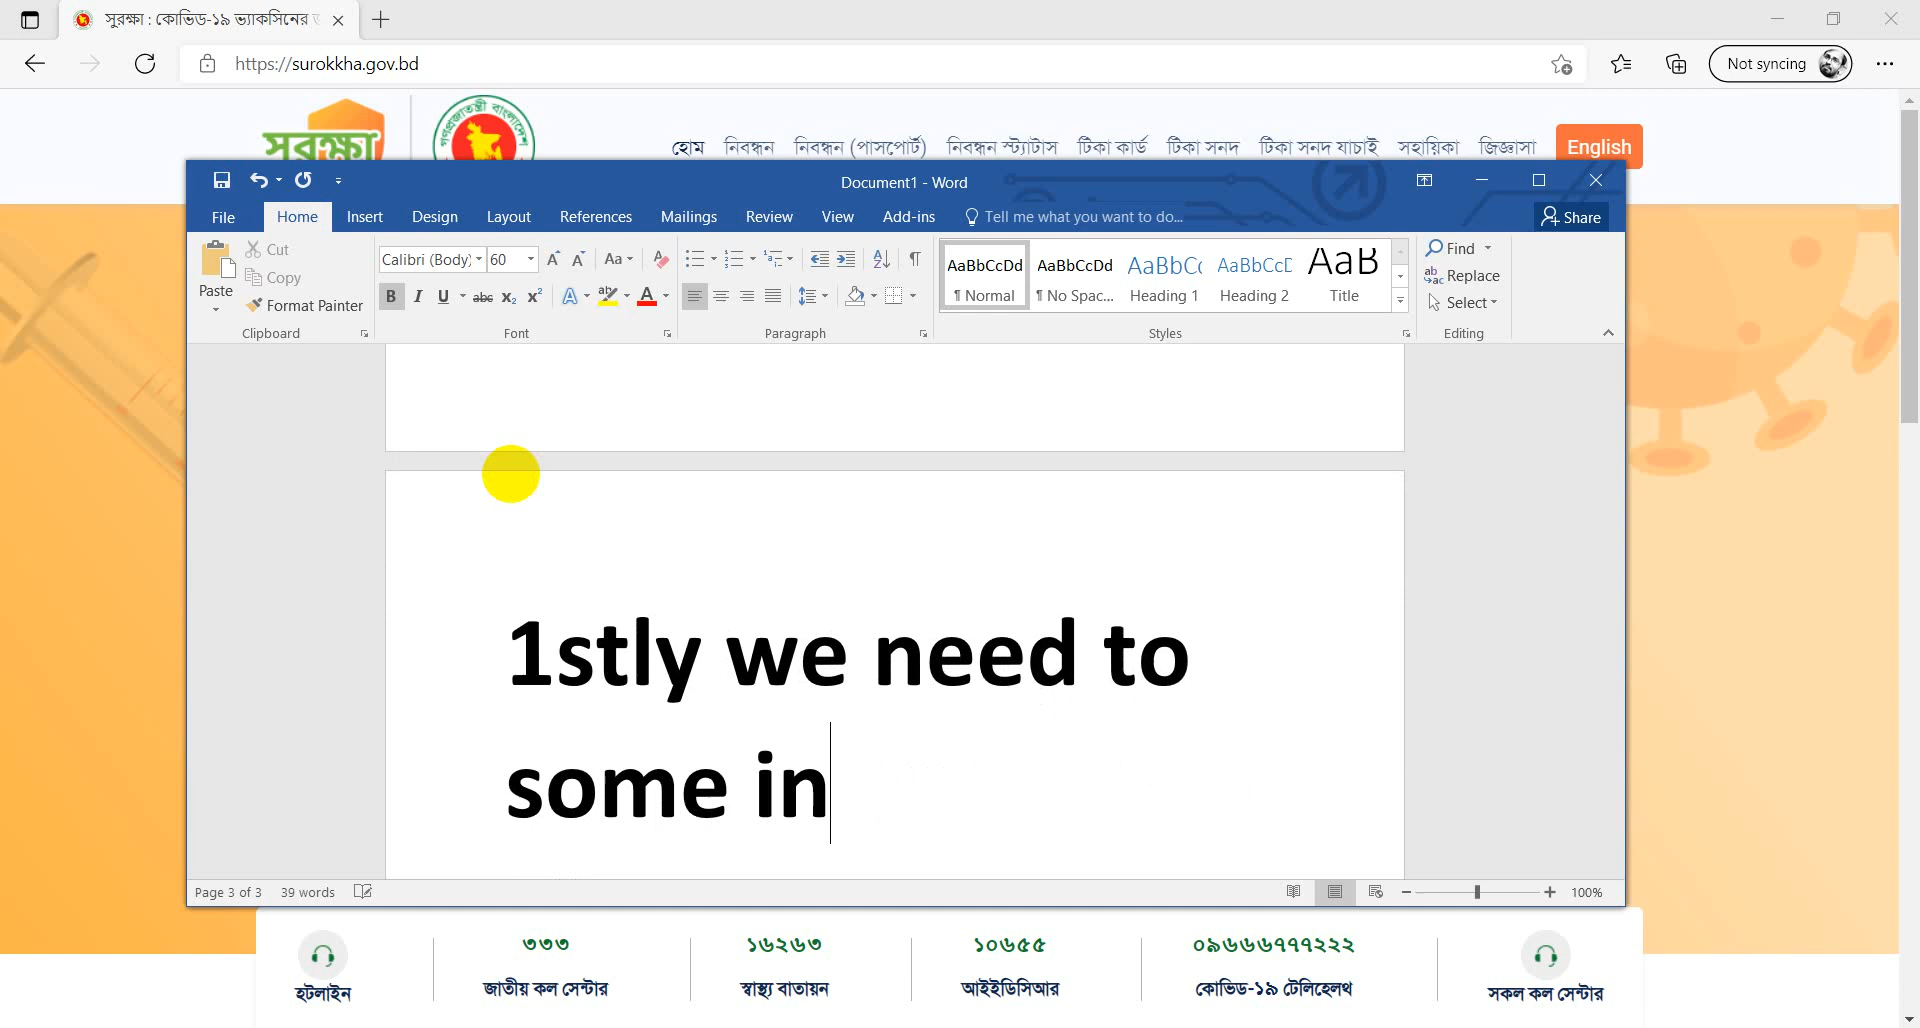 সুরক্ষা : কোভিড-১৯ ভ্যাকসিনের
https://surokkha.gov.bd
Not syncing
সুরক্ষা
গণপ্রজাতন্ত্রী বাংলাদেশ
হোম নিবন্ধন নিবন্ধন (পাসপোর্ট) নিবন্ধন স্ট্যাটাস টিকা কার্ড টিকা সনদ টিকা সনদ যাচাই সহায়িকা জিজ্ঞাসা English
Document1 - Word
File Home Insert Design Layout References Mailings Review View Add-ins Tell me what you want to do... Share
Paste
Cut
Copy
Format Painter
Clipboard
Calibri (Body) 60
Font
Paragraph
AaBbCcDd AaBbCcDd AaBbCc AaBbCcD AaB
¶ Normal ¶ No Spac... Heading 1 Heading 2 Title
Styles
Find
Replace
Select
Editing
1stly we need to
some in
Page 3 of 3 39 words 100%
৩৩৩ ১৬২৬৩ ১০৬৫৫ ০৯৬৬৬৭৭৭২২২
হটলাইন জাতীয় কল সেন্টার স্বাস্থ্য বাতায়ন আইইডিসিআর কোভিড-১৯ টেলিহেলথ সকল কল সেন্টার